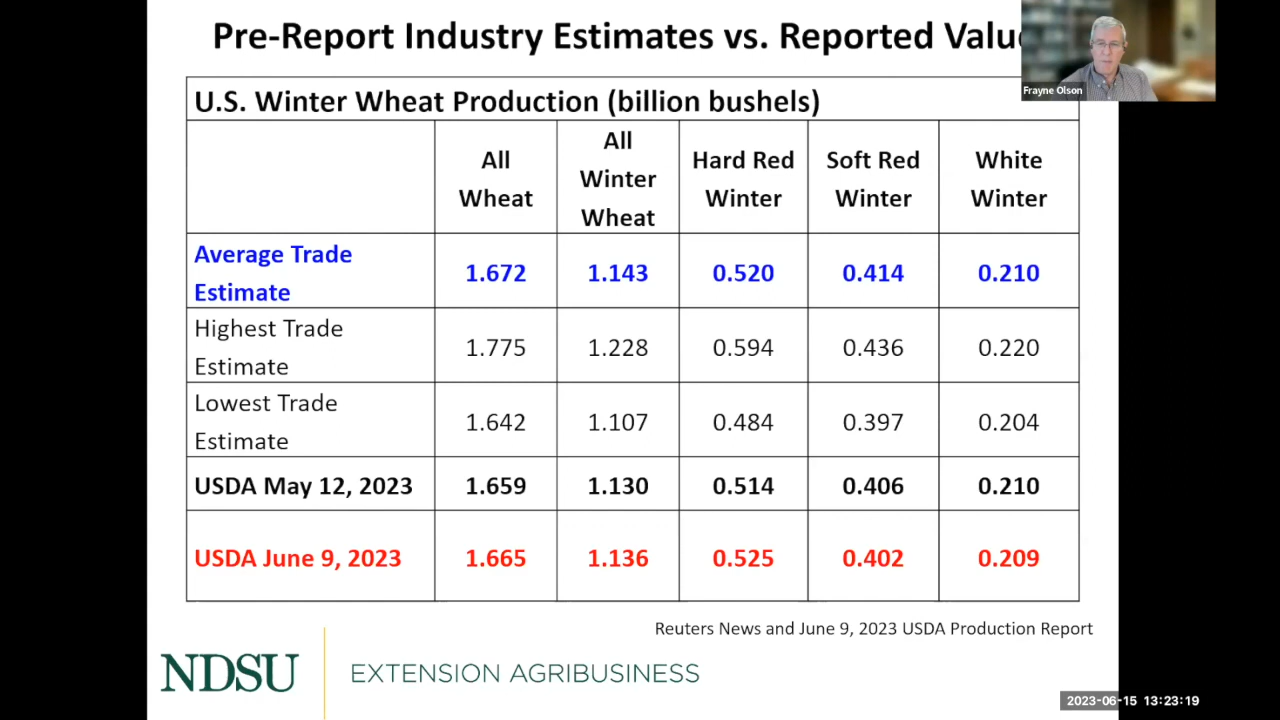 Pre-Report Industry Estimates vs. Reported
Frayne Olson
U.S. Winter Wheat Production (billion bushels)
All Wheat All Winter Wheat Hard Red Winter Soft Red Winter White Winter
Average Trade Estimate 1.672 1.143 0.520 0.414 0.210
Highest Trade Estimate 1.775 1.228 0.594 0.436 0.220
Lowest Trade Estimate 1.642 1.107 0.484 0.397 0.204
USDA May 12, 2023 1.659 1.130 0.514 0.406 0.210
USDA June 9, 2023 1.665 1.136 0.525 0.402 0.209
Reuters News and June 9, 2023 USDA Production Report
NDSU EXTENSION AGRIBUSINESS
2023-06-15 13:23:19